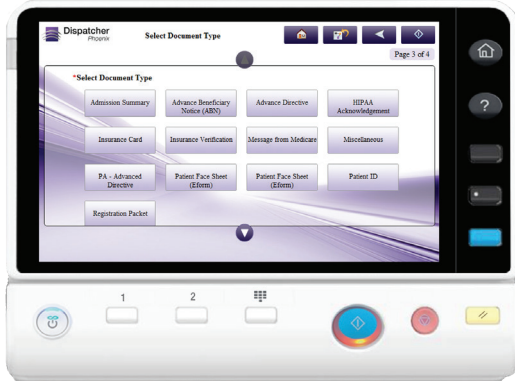 Dispatcher
Phoenix
Select Document Type
Page 3 of 4
*Select Document Type
Admission Summary
Advance Beneficiary
Notice (ABN)
Advance Directive
HIPAA
Acknowledgement
Insurance Card
Insurance Verification
Message from Medicare
Miscellaneous
PA - Advanced
Directive
Patient Face Sheet
(Eform)
Patient Face Sheet
(Eform)
Patient ID
Registration Packet
?
1
2